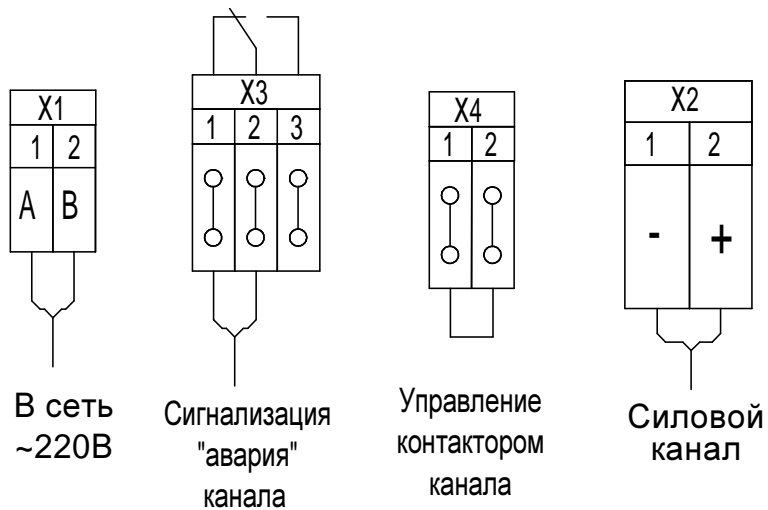 X1
1 2
A B
В сеть
~220В
X3
1 2 3
Сигнализация
"авария"
канала
X4
1 2
Управление
контактором
канала
X2
1 2
- +
Силовой
канал